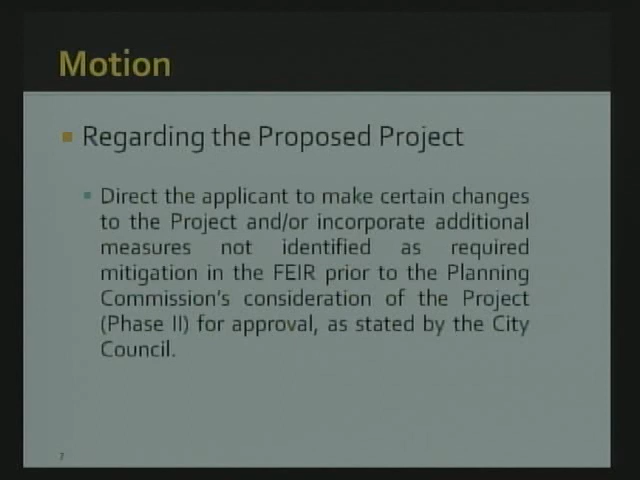 Motion
Regarding the Proposed Project
Direct the applicant to make certain changes
to the Project and/or incorporate additional
measures not identified as required
mitigation in the FEIR prior to the Planning
Commission's consideration of the Project
(Phase II) for approval, as stated by the City
Council.
7